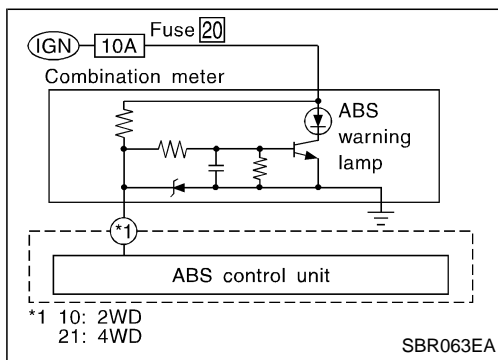 Fuse 20
IGN 10A
Combination meter
ABS
warning
lamp
*1
ABS control unit
*1 10: 2WD
21: 4WD
SBR063EA